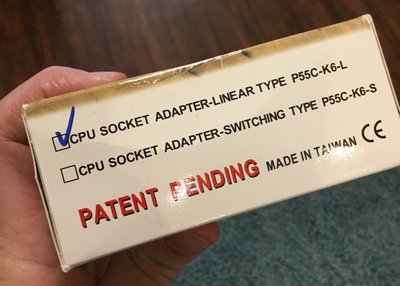 CPU SOCKET ADAPTER-LINEAR TYPE P55C-K6-L
CPU SOCKET ADAPTER-SWITCHING TYPE P55C-K6-S
PATENT PENDING MADE IN TAIWAN CE